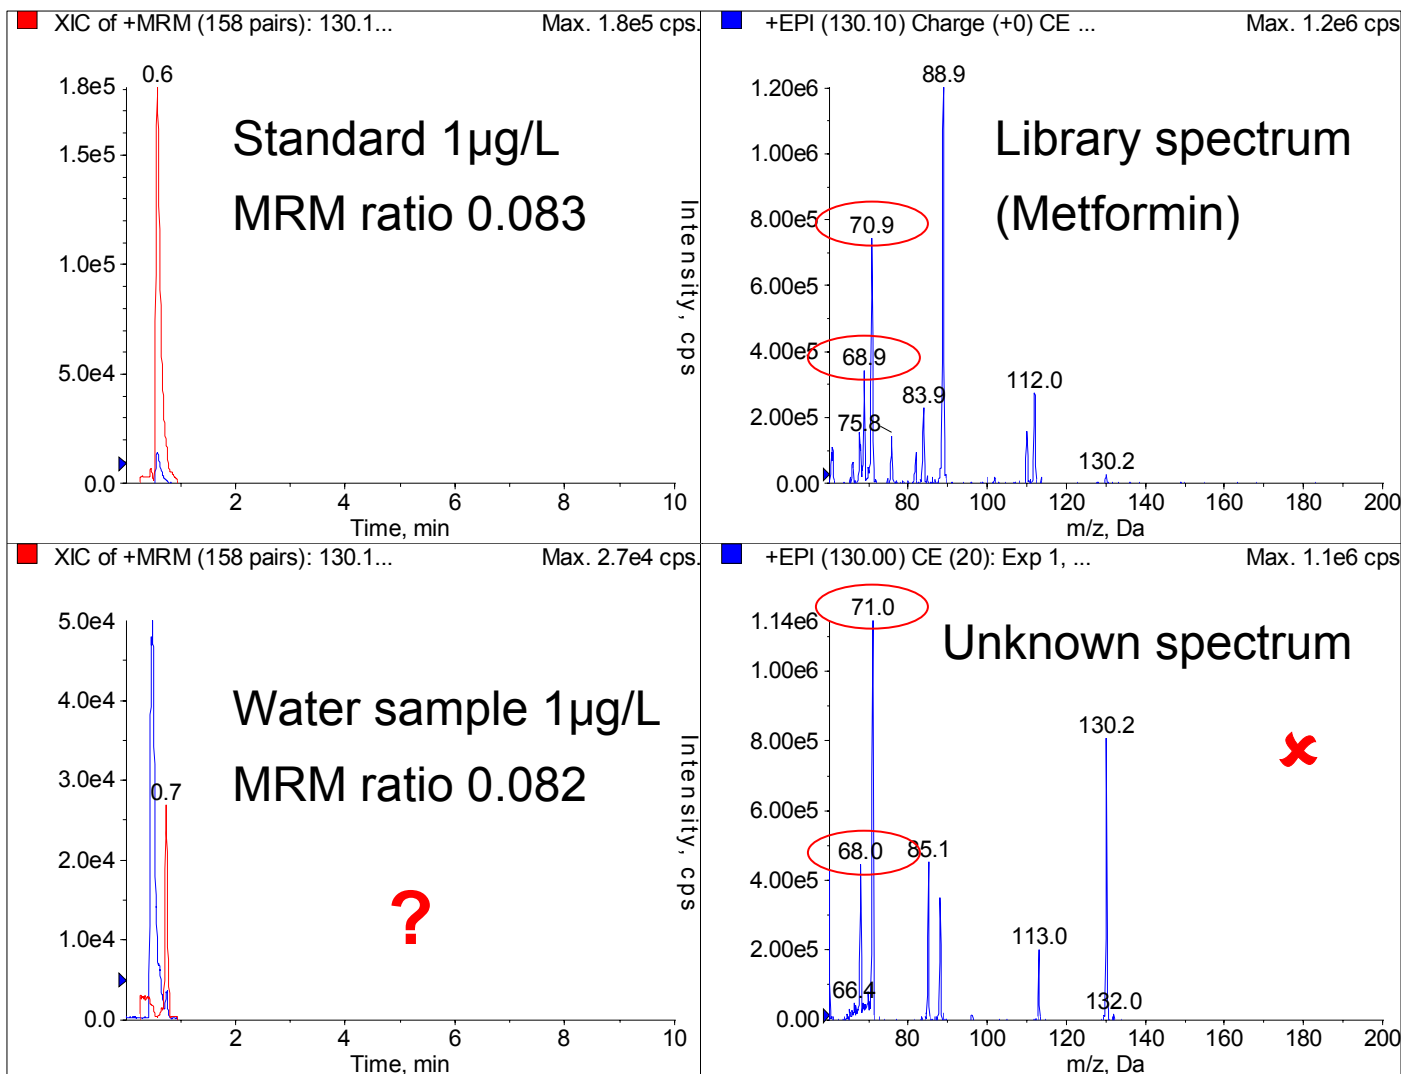 XIC of +MRM (158 pairs): 130.1... Max. 1.8e5 cps.
0.6
1.8e5
1.5e5
1.0e5
5.0e4
0.0
Standard 1µg/L
MRM ratio 0.083
2 4 6 8 10
Time, min
+EPI (130.10) Charge (+0) CE ... Max. 1.2e6 cps
88.9
1.20e6
1.00e6
8.00e5
6.00e5
4.00e5
2.00e5
0.00
Intensity, cps
Library spectrum
(Metformin)
70.9
68.9
83.9
75.8
112.0
130.2
80 100 120 140 160 180 200
m/z, Da
XIC of +MRM (158 pairs): 130.1... Max. 2.7e4 cps.
5.0e4
4.0e4
3.0e4
2.0e4
1.0e4
0.0
0.7
Water sample 1µg/L
MRM ratio 0.082
?
2 4 6 8 10
Time, min
+EPI (130.00) CE (20): Exp 1, ... Max. 1.1e6 cps
71.0
1.14e6
1.00e6
8.00e5
6.00e5
4.00e5
2.00e5
0.00
Intensity, cps
Unknown spectrum
130.2
68.0
85.1
113.0
66.4
132.0
80 100 120 140 160 180 200
m/z, Da